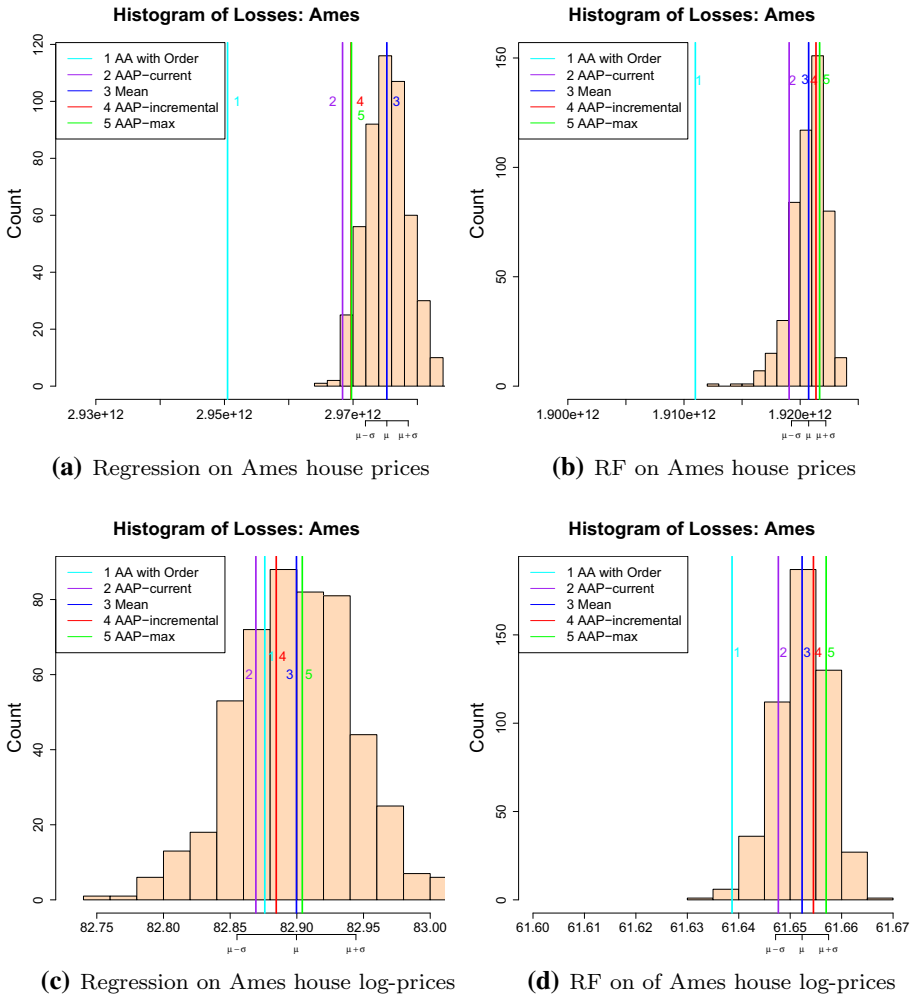 Histogram of Losses: Ames
1 AA with Order
2 AAP−current
3 Mean
4 AAP−incremental
5 AAP−max
1
2
4
3
5
Count
0
20
40
60
80
100
120
2.93e+12
2.95e+12
2.97e+12
μ−σ
μ
μ+σ
(a) Regression on Ames house prices
Histogram of Losses: Ames
1 AA with Order
2 AAP−current
3 Mean
4 AAP−incremental
5 AAP−max
1
2
3
4
5
Count
0
50
100
150
1.900e+12
1.910e+12
1.920e+12
μ−σ
μ
μ+σ
(b) RF on Ames house prices
Histogram of Losses: Ames
1 AA with Order
2 AAP−current
3 Mean
4 AAP−incremental
5 AAP−max
1
4
2
3
5
Count
0
20
40
60
80
82.75
82.80
82.85
82.90
82.95
83.00
μ−σ
μ
μ+σ
(c) Regression on Ames house log-prices
Histogram of Losses: Ames
1 AA with Order
2 AAP−current
3 Mean
4 AAP−incremental
5 AAP−max
1
2
3
4
5
Count
0
50
100
150
61.60
61.61
61.62
61.63
61.64
61.65
61.66
61.67
μ−σ
μ
μ+σ
(d) RF on of Ames house log-prices